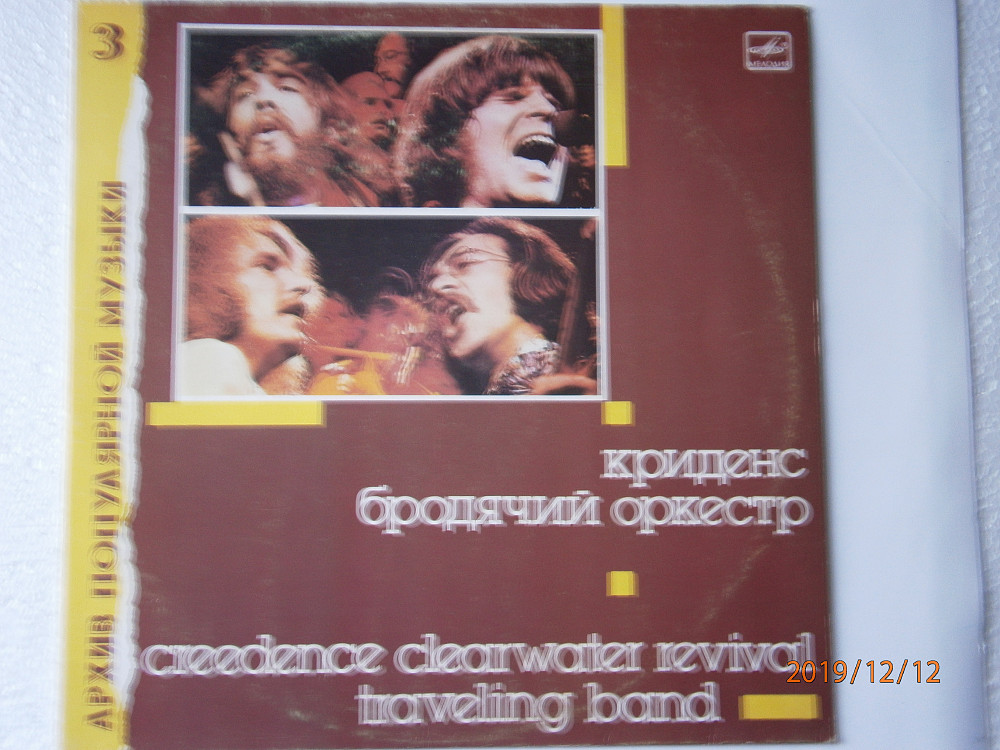 3
АРХИВ ПОПУЛЯРНОЙ МУЗЫКИ
МЕЛОДИЯ
криденс
бродячий оркестр
creedence clearwater revival
traveling band
2019/12/12